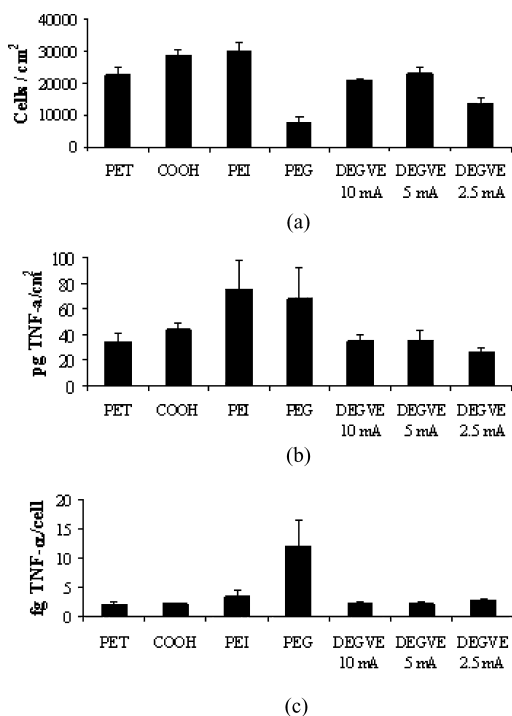 Cells / cm²
40000
30000
20000
10000
0
PET COOH PEI PEG DEGVE DEGVE DEGVE
10 mA 5 mA 2.5 mA
(a)
pg TNF-a/cm²
100
80
60
40
20
0
PET COOH PEI PEG DEGVE DEGVE DEGVE
10 mA 5 mA 2.5 mA
(b)
fg TNF-α/cell
20
15
10
5
0
PET COOH PEI PEG DEGVE DEGVE DEGVE
10 mA 5 mA 2.5 mA
(c)